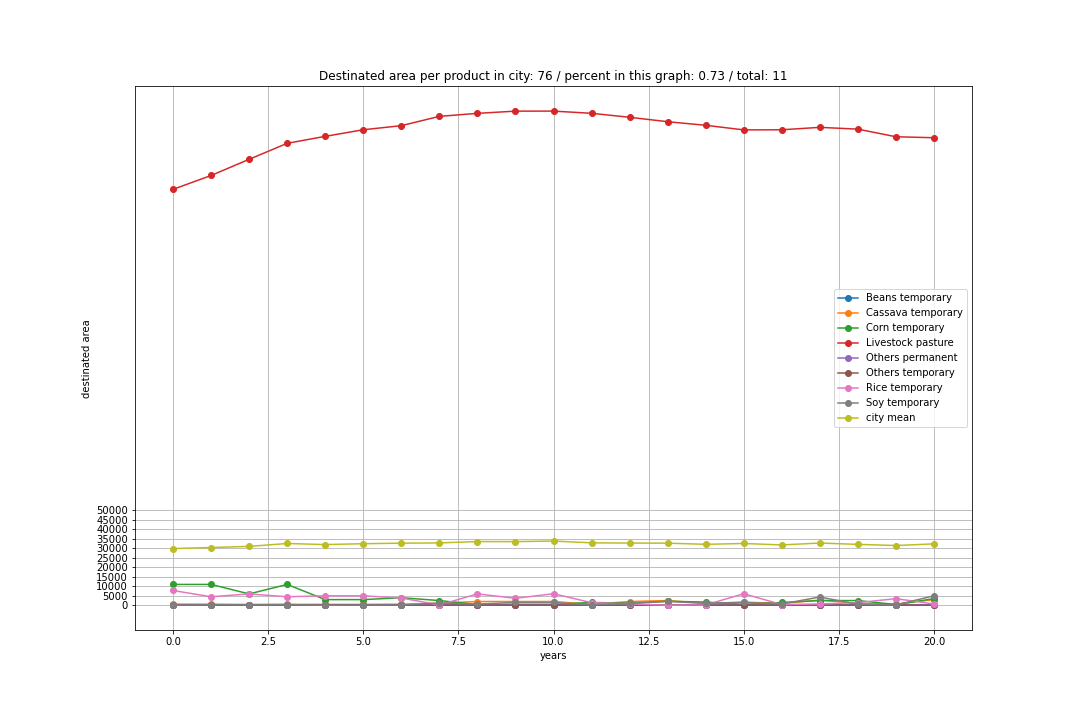 Destinated area per product in city: 76 / percent in this graph: 0.73 / total: 11
destinated area
50000
45000
40000
35000
30000
25000
20000
15000
10000
5000
0
Beans temporary
Cassava temporary
Corn temporary
Livestock pasture
Others permanent
Others temporary
Rice temporary
Soy temporary
city mean
0.0 2.5 5.0 7.5 10.0 12.5 15.0 17.5 20.0
years